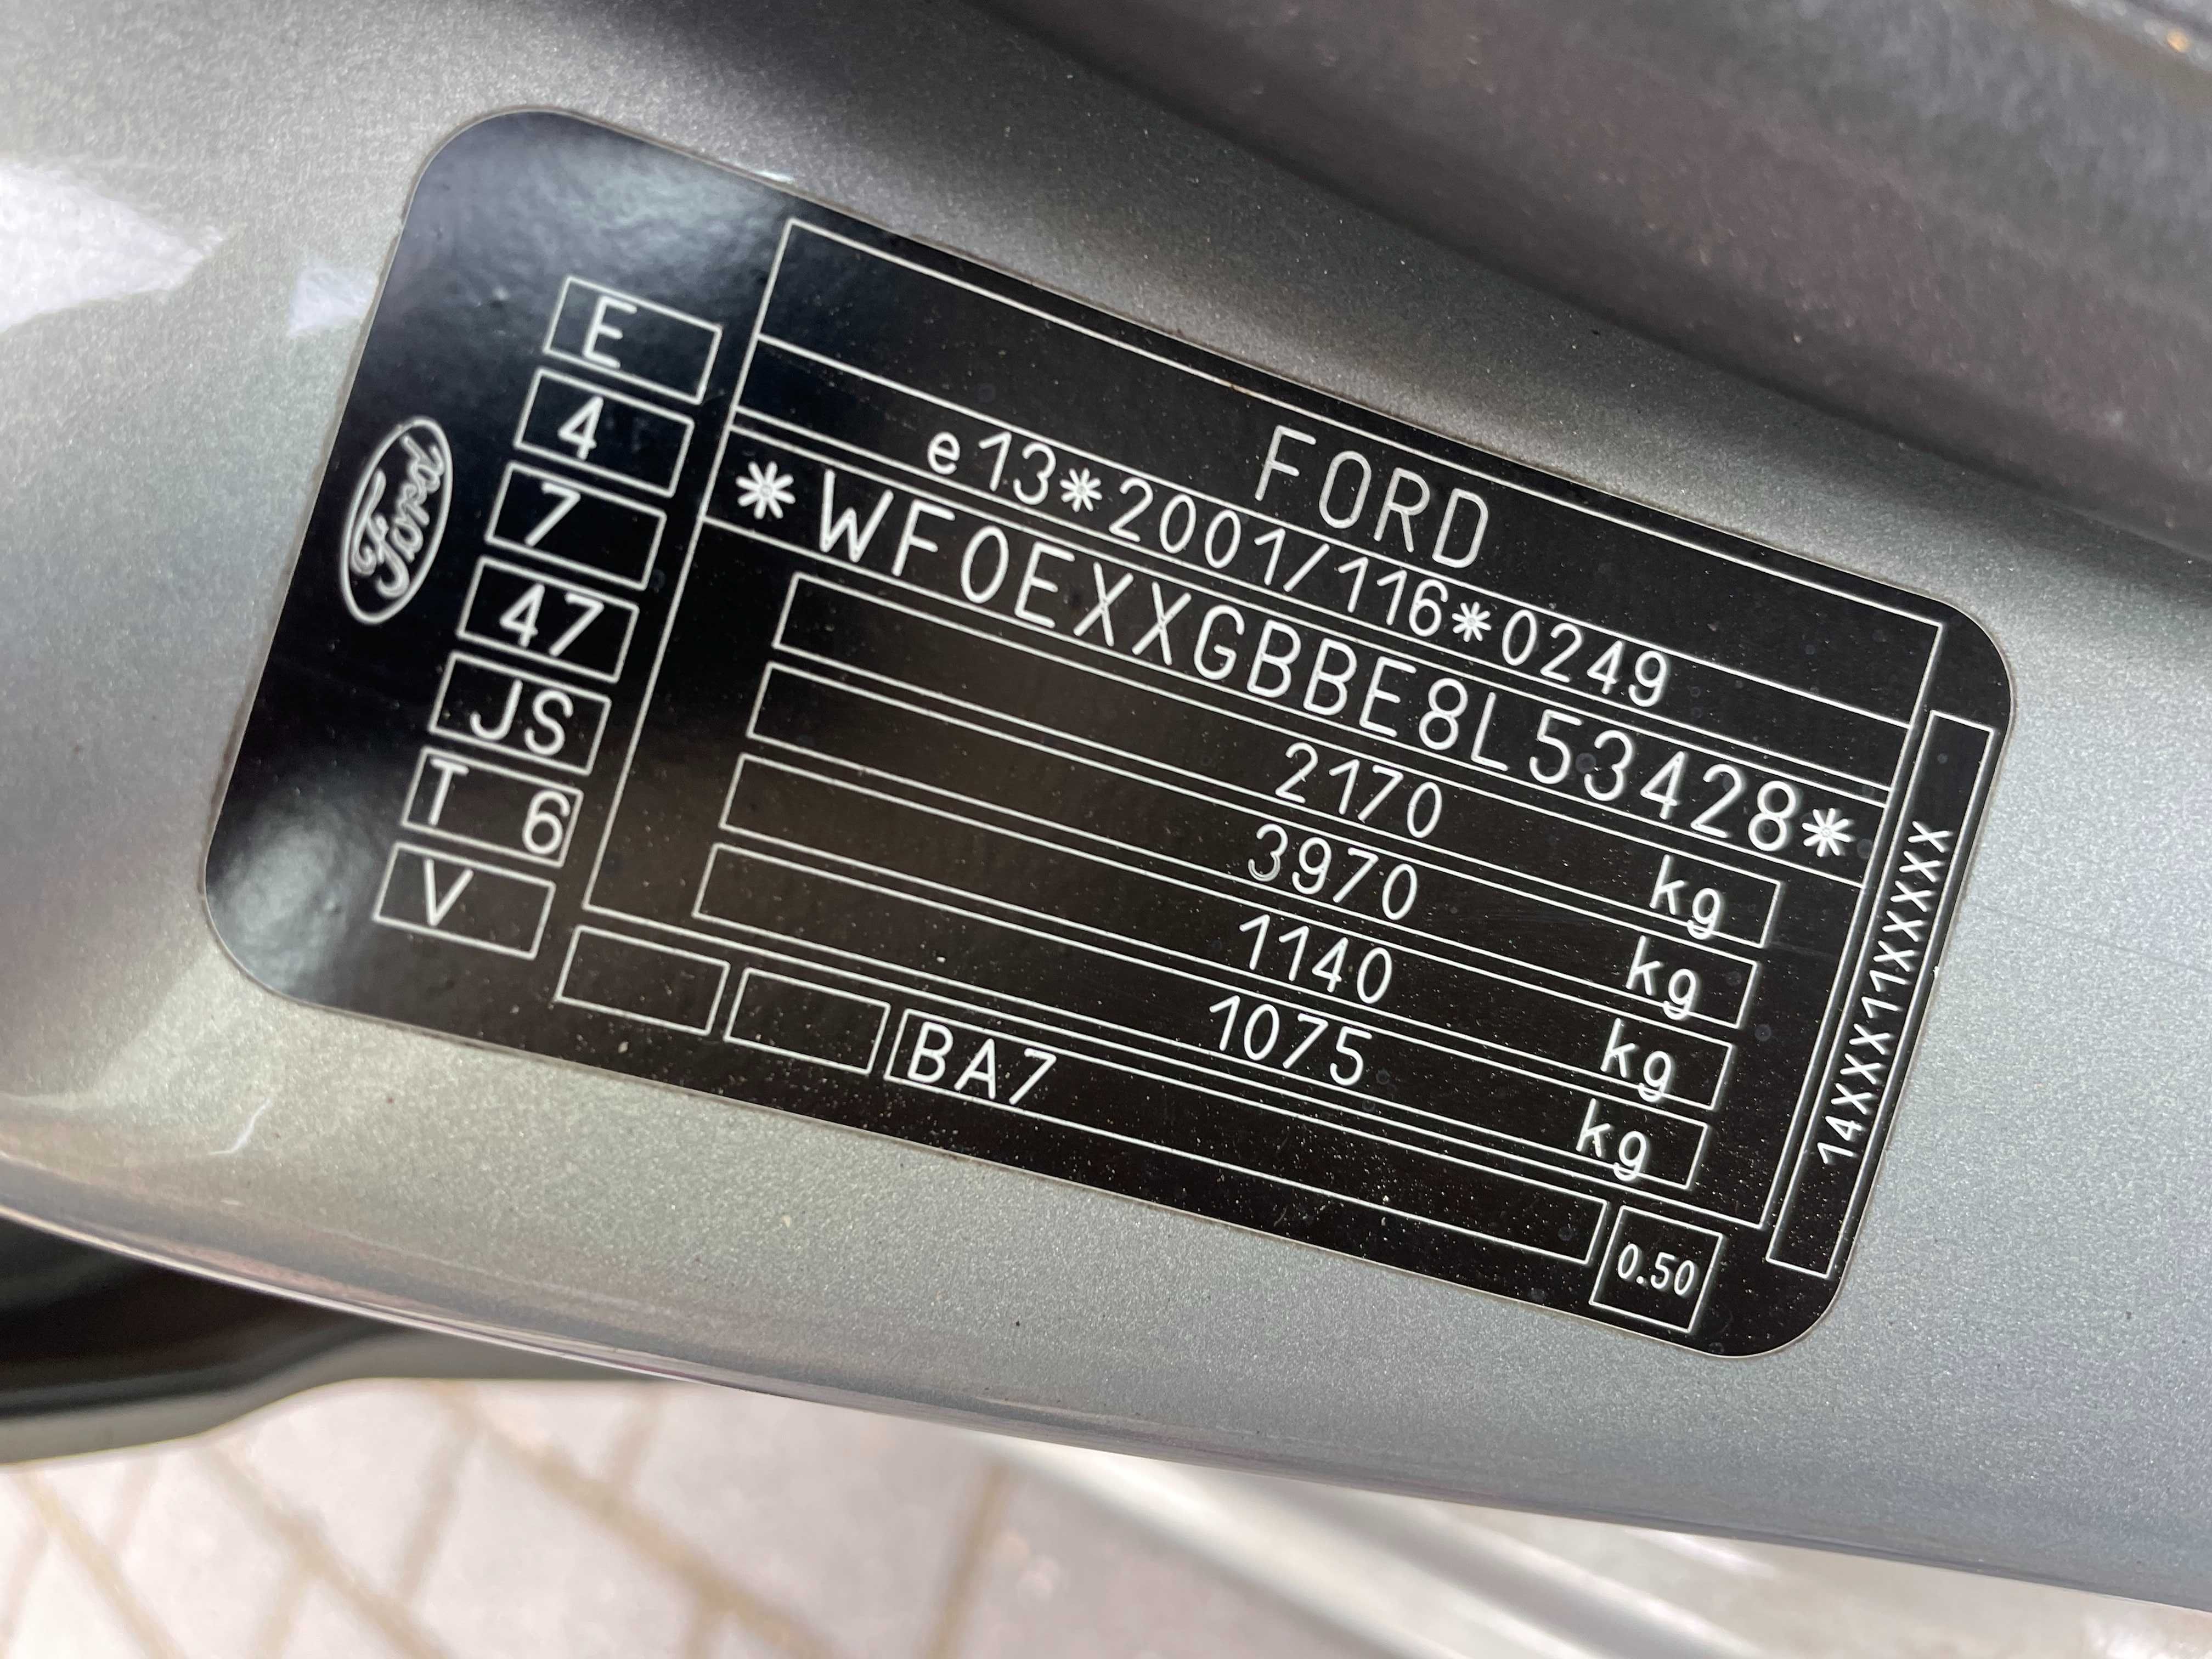 Ford
E
4
7
47
JS
T 6
V
FORD
e13*2001/116*0249
*WF0EXXGBBE8L53428*
2170 kg
3970 kg
1140 kg
1075 kg
BA7
0.50
14XXX11XXXXXX